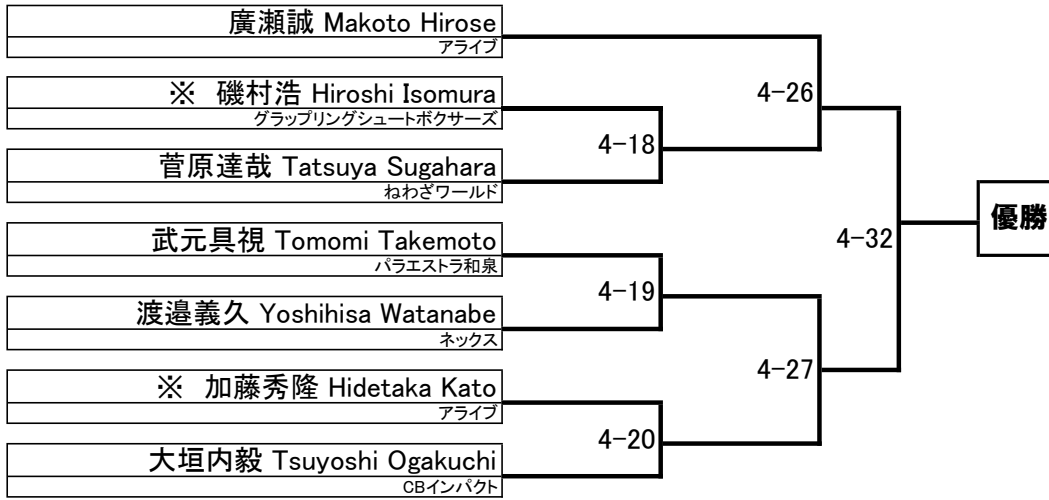 廣瀬誠 Makoto Hirose
アライブ
※ 磯村浩 Hiroshi Isomura
グラップリングシュートボクサーズ
菅原達哉 Tatsuya Sugahara
ねわざワールド
武元具視 Tomomi Takemoto
パラエストラ和泉
渡邉義久 Yoshihisa Watanabe
ネックス
※ 加藤秀隆 Hidetaka Kato
アライブ
大垣内毅 Tsuyoshi Ogakuchi
CBインパクト
4-18
4-19
4-20
4-26
4-27
4-32
優勝